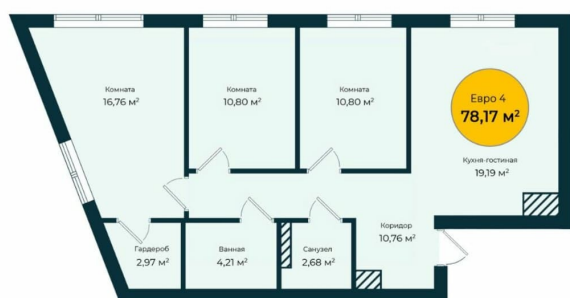 Комната
16,76 м²
Комната
10,80 м²
Комната
10,80 м²
Евро 4
78,17 м²
Кухня-гостиная
19,19 м²
Коридор
10,76 м²
Гардероб
2,97 м²
Ванная
4,21 м²
Санузел
2,68 м²